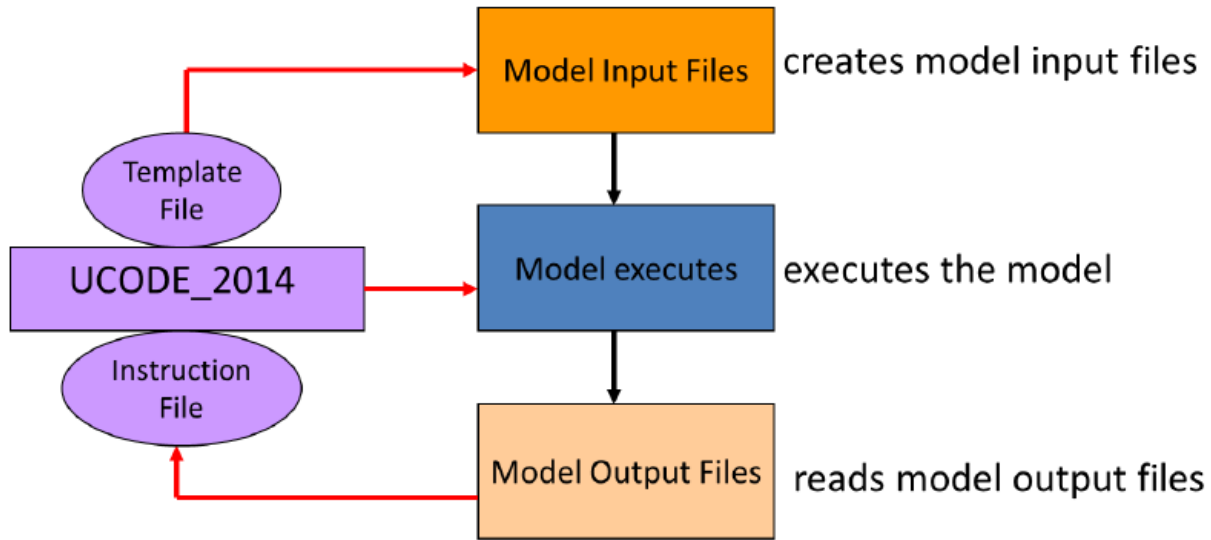 Model Input Files
creates model input files
Template
File
UCODE_2014
Model executes
executes the model
Instruction
File
Model Output Files
reads model output files